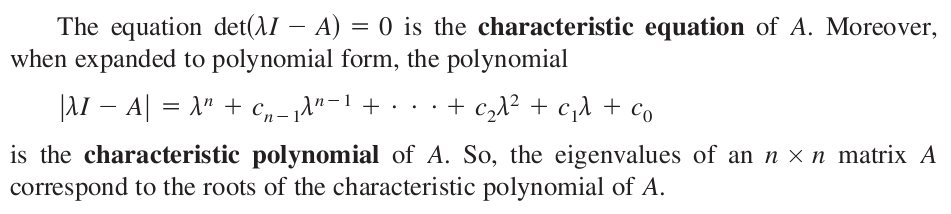 The equation det(λI − A) = 0 is the characteristic equation of A. Moreover,
when expanded to polynomial form, the polynomial
|λI − A| = λⁿ + cₙ₋₁λⁿ⁻¹ + · · · + c₂λ² + c₁λ + c₀
is the characteristic polynomial of A. So, the eigenvalues of an n × n matrix A
correspond to the roots of the characteristic polynomial of A.